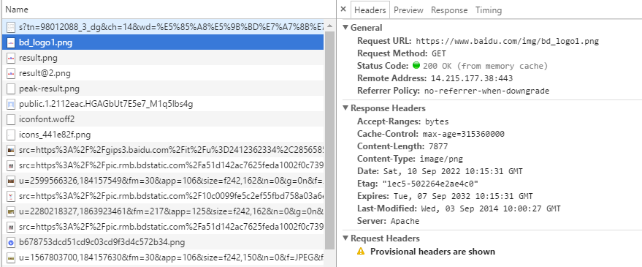 Name
s?tn=98012088_3_dg&ch=14&wd=%E5%85%A8%E5%9B%BD%E7%A7%8B%E7
bd_logo1.png
result.png
result@2.png
peak-result.png
public.1.2112eac.HGAGbUt7E5e7_M1q5lbs4g
iconfont.woff2
icons_441e82f.png
src=https%3A%2F%2Fgips3.baidu.com%2Fit%2Fu%3D2412362334%2C2856585
src=https%3A%2F%2Fpic.rmb.bdstatic.com%2Fa51d142ac7625feda1002f0c739
u=2599566326,184157549&fm=30&app=106&size=f242,162&n=0&g=0n&f=
src=https%3A%2F%2Fpic.rmb.bdstatic.com%2F10c0099fe5c2ef55fbd758a03a6
u=2280218327,1863923461&fm=217&app=125&size=f242,162&n=0&g=0n&
src=https%3A%2F%2Fpic.rmb.bdstatic.com%2Fa51d142ac7625feda1002f0c739
b678753dcd51cd9c03cd9f3d4c572b34.png
u=1567803700,184157630&fm=30&app=106&size=f242,150&n=0&f=JPEG&f
× Headers Preview Response Timing
▼ General
Request URL: https://www.baidu.com/img/bd_logo1.png
Request Method: GET
Status Code: 200 OK (from memory cache)
Remote Address: 14.215.177.38:443
Referrer Policy: no-referrer-when-downgrade
▼ Response Headers
Accept-Ranges: bytes
Cache-Control: max-age=315360000
Content-Length: 7877
Content-Type: image/png
Date: Sat, 10 Sep 2022 10:15:31 GMT
Etag: "1ec5-502264e2ae4c0"
Expires: Tue, 07 Sep 2032 10:15:31 GMT
Last-Modified: Wed, 03 Sep 2014 10:00:27 GMT
Server: Apache
▼ Request Headers
Provisional headers are shown